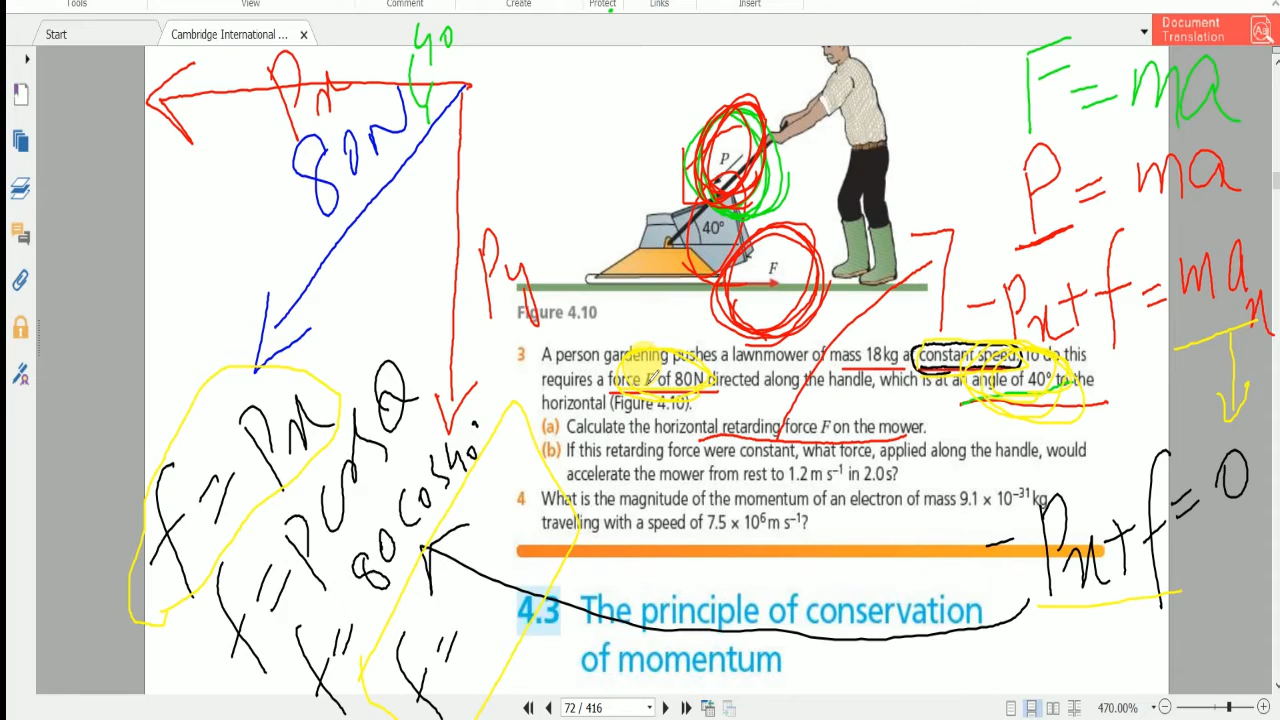 Tools View Comment Create Protect Links Insert
Start
Cambridge International ...
Document
Translation
P
40°
F
Figure 4.10
3 A person gardening pushes a lawnmower of mass 18 kg at constant speed. To do this
requires a force P of 80 N directed along the handle, which is at an angle of 40° to the
horizontal (Figure 4.10).
(a) Calculate the horizontal retarding force F on the mower.
(b) If this retarding force were constant, what force, applied along the handle, would
accelerate the mower from rest to 1.2 m s⁻¹ in 2.0 s?
4 What is the magnitude of the momentum of an electron of mass 9.1 × 10⁻³¹ kg
travelling with a speed of 7.5 × 10⁶ m s⁻¹?
4.3 The principle of conservation
of momentum
40
Px
80N
Py
F = ma
P = ma
-Px + f = max
-Px + f = 0
f = Px
f = P cosθ
f = 80 cos40°
f =
72 / 416
470.00%